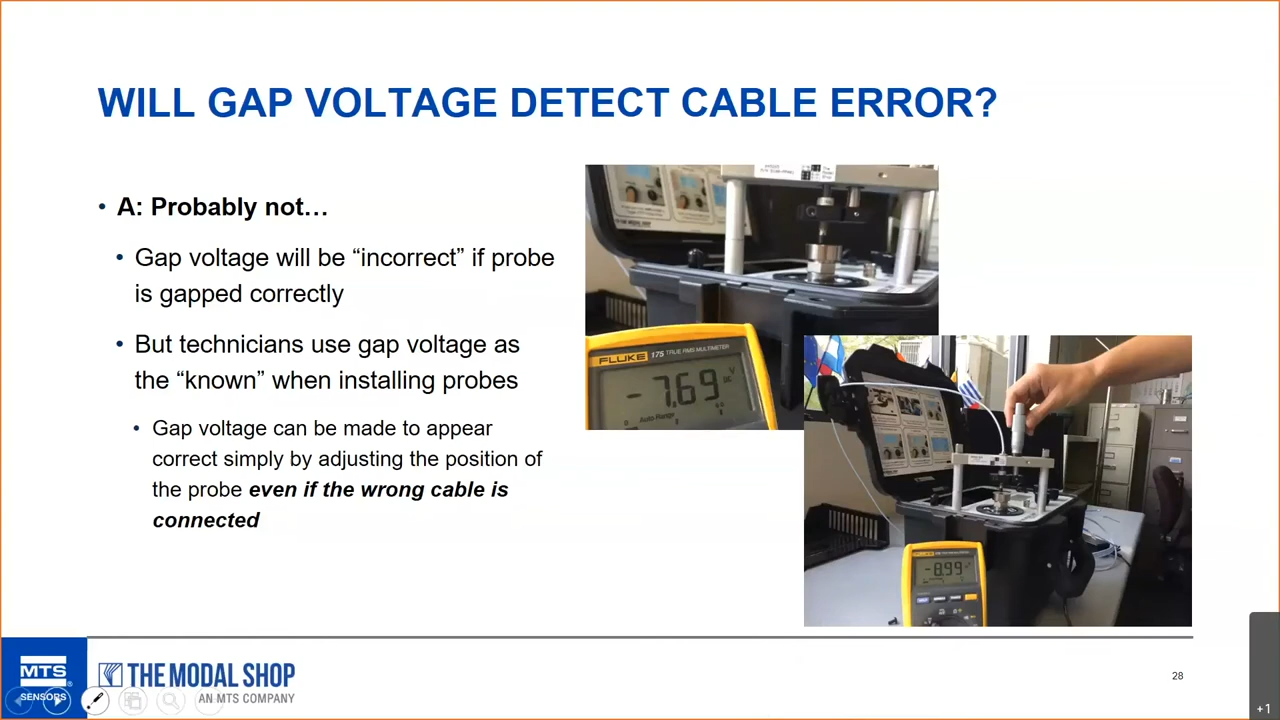 WILL GAP VOLTAGE DETECT CABLE ERROR?
• A: Probably not…
• Gap voltage will be “incorrect” if probe
is gapped correctly
• But technicians use gap voltage as
the “known” when installing probes
• Gap voltage can be made to appear
correct simply by adjusting the position of
the probe even if the wrong cable is
connected
FLUKE 175 TRUE RMS MULTIMETER
-7.69 V
Auto-Range
-8.99
MTS
SENSORS
THE MODAL SHOP
AN MTS COMPANY
28
+1